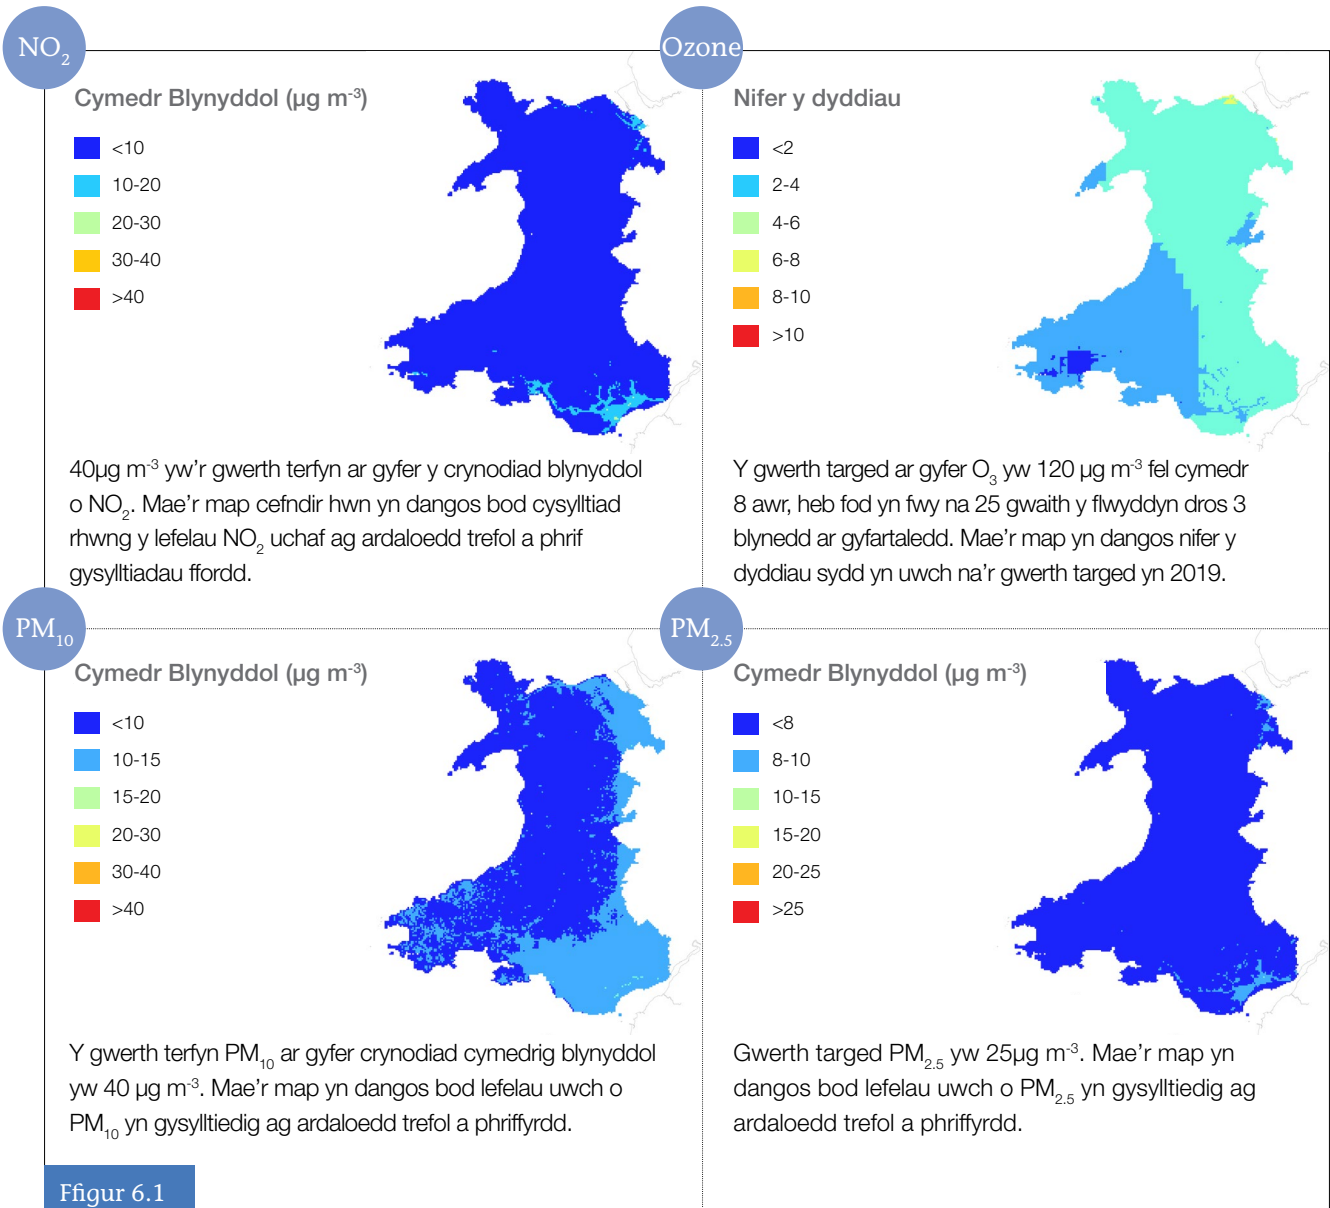 NO₂
Cymedr Blynyddol (µg m⁻³)
<10
10-20
20-30
30-40
>40
40µg m⁻³ yw'r gwerth terfyn ar gyfer y crynodiad blynyddol
o NO₂. Mae'r map cefndir hwn yn dangos bod cysylltiad
rhwng y lefelau NO₂ uchaf ag ardaloedd trefol a phrif
gysylltiadau ffordd.
Ozone
Nifer y dyddiau
<2
2-4
4-6
6-8
8-10
>10
Y gwerth targed ar gyfer O₃ yw 120 µg m⁻³ fel cymedr
8 awr, heb fod yn fwy na 25 gwaith y flwyddyn dros 3
blynedd ar gyfartaledd. Mae'r map yn dangos nifer y
dyddiau sydd yn uwch na'r gwerth targed yn 2019.
PM₁₀
Cymedr Blynyddol (µg m⁻³)
<10
10-15
15-20
20-30
30-40
>40
Y gwerth terfyn PM₁₀ ar gyfer crynodiad cymedrig blynyddol
yw 40 µg m⁻³. Mae'r map yn dangos bod lefelau uwch o
PM₁₀ yn gysylltiedig ag ardaloedd trefol a phriffyrdd.
PM₂.₅
Cymedr Blynyddol (µg m⁻³)
<8
8-10
10-15
15-20
20-25
>25
Gwerth targed PM₂.₅ yw 25µg m⁻³. Mae'r map yn
dangos bod lefelau uwch o PM₂.₅ yn gysylltiedig ag
ardaloedd trefol a phriffyrdd.
Ffigur 6.1